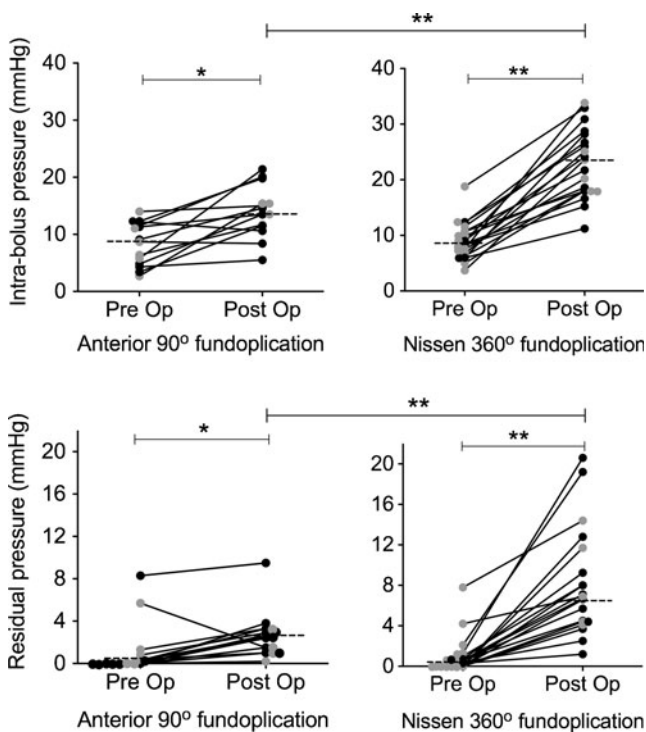 **
Intra-bolus pressure (mmHg)
40
30
20
10
0
*
Pre Op Post Op
Anterior 90° fundoplication
40
30
20
10
0
**
Pre Op Post Op
Nissen 360° fundoplication
**
Residual pressure (mmHg)
20
16
12
8
4
0
*
Pre Op Post Op
Anterior 90° fundoplication
20
16
12
8
4
0
**
Pre Op Post Op
Nissen 360° fundoplication